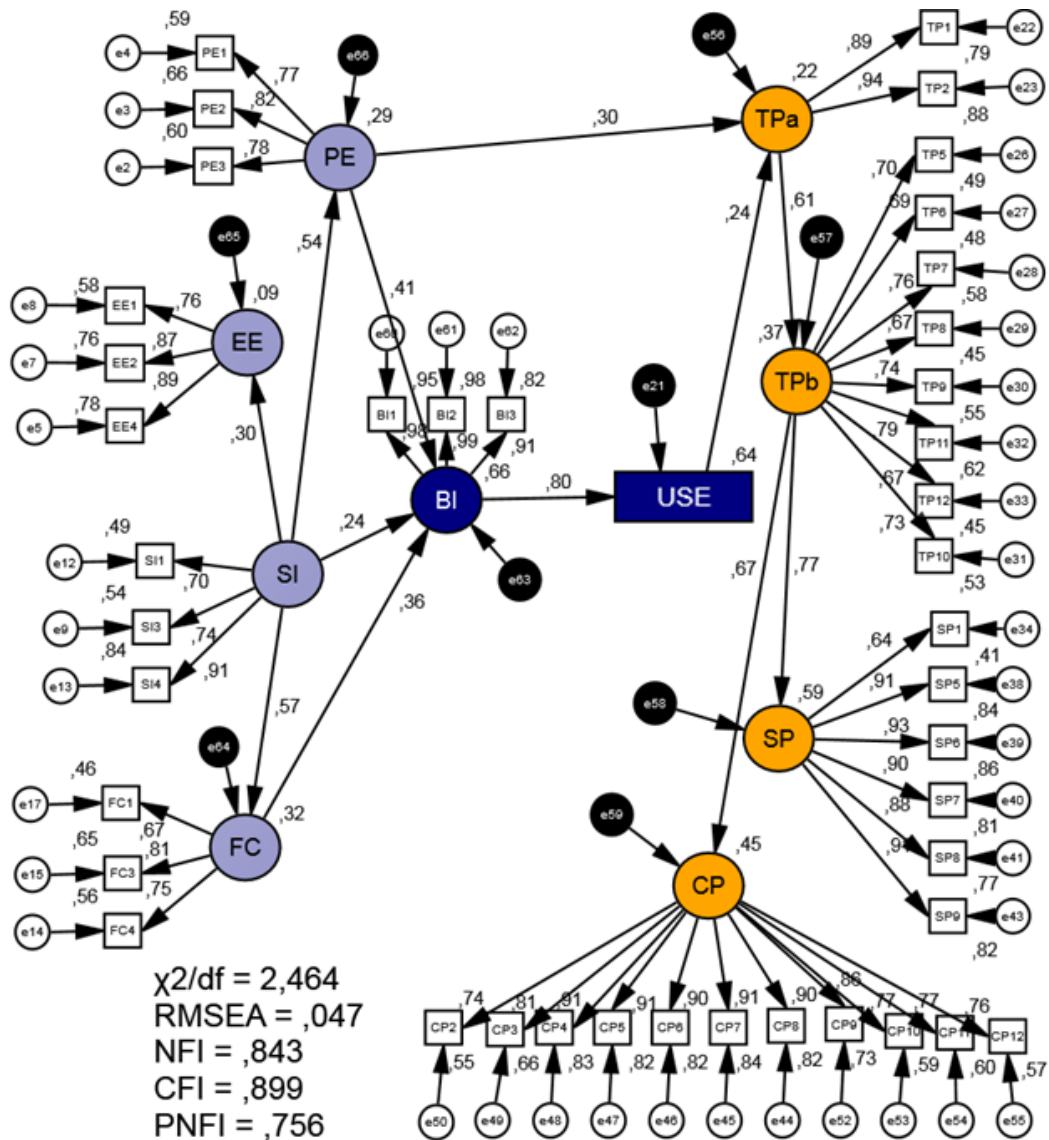 ,59
e4
PE1
,77
e66
,66
e3
PE2
,82
,29
,60
e2
PE3
,78
PE
,30
e56
,22
TPa
,89
TP1
e22
,79
,94
TP2
e23
,88
,54
,41
,24
,61
e57
,70
TP5
e26
,49
,69
TP6
e27
,48
,76
TP7
e28
,58
,67
TP8
e29
,45
,74
TP9
e30
,55
,79
TP11
e32
,62
,67
TP12
e33
,45
,73
TP10
e31
,53
,37
TPb
e65
,09
EE
e8
,58
EE1
,76
e7
,76
EE2
,87
,89
e5
,78
EE4
,30
e60
e61
e62
,95
,98
,82
BI1
BI2
BI3
,98
,99
,91
,66
BI
,80
e21
,64
USE
e63
,24
,36
,49
e12
SI1
,70
SI
,54
e9
SI3
,74
,84
e13
SI4
,91
,57
e64
,32
FC
,46
e17
FC1
,67
,65
e15
FC3
,81
,56
e14
FC4
,75
,67
,77
e58
,59
SP
,64
SP1
e34
,41
,91
SP5
e38
,84
,93
SP6
e39
,86
,90
SP7
e40
,81
,88
SP8
e41
,77
SP9
e43
,82
e59
,45
CP
,74
,81
,91
,91
,90
,91
,90
,86
,77
,77
,76
CP2
CP3
CP4
CP5
CP6
CP7
CP8
CP9
CP10
CP11
CP12
,55
,66
,83
,82
,82
,84
,82
,73
,59
,60
,57
e50
e49
e48
e47
e46
e45
e44
e52
e53
e54
e55
χ2/df = 2,464
RMSEA = ,047
NFI = ,843
CFI = ,899
PNFI = ,756